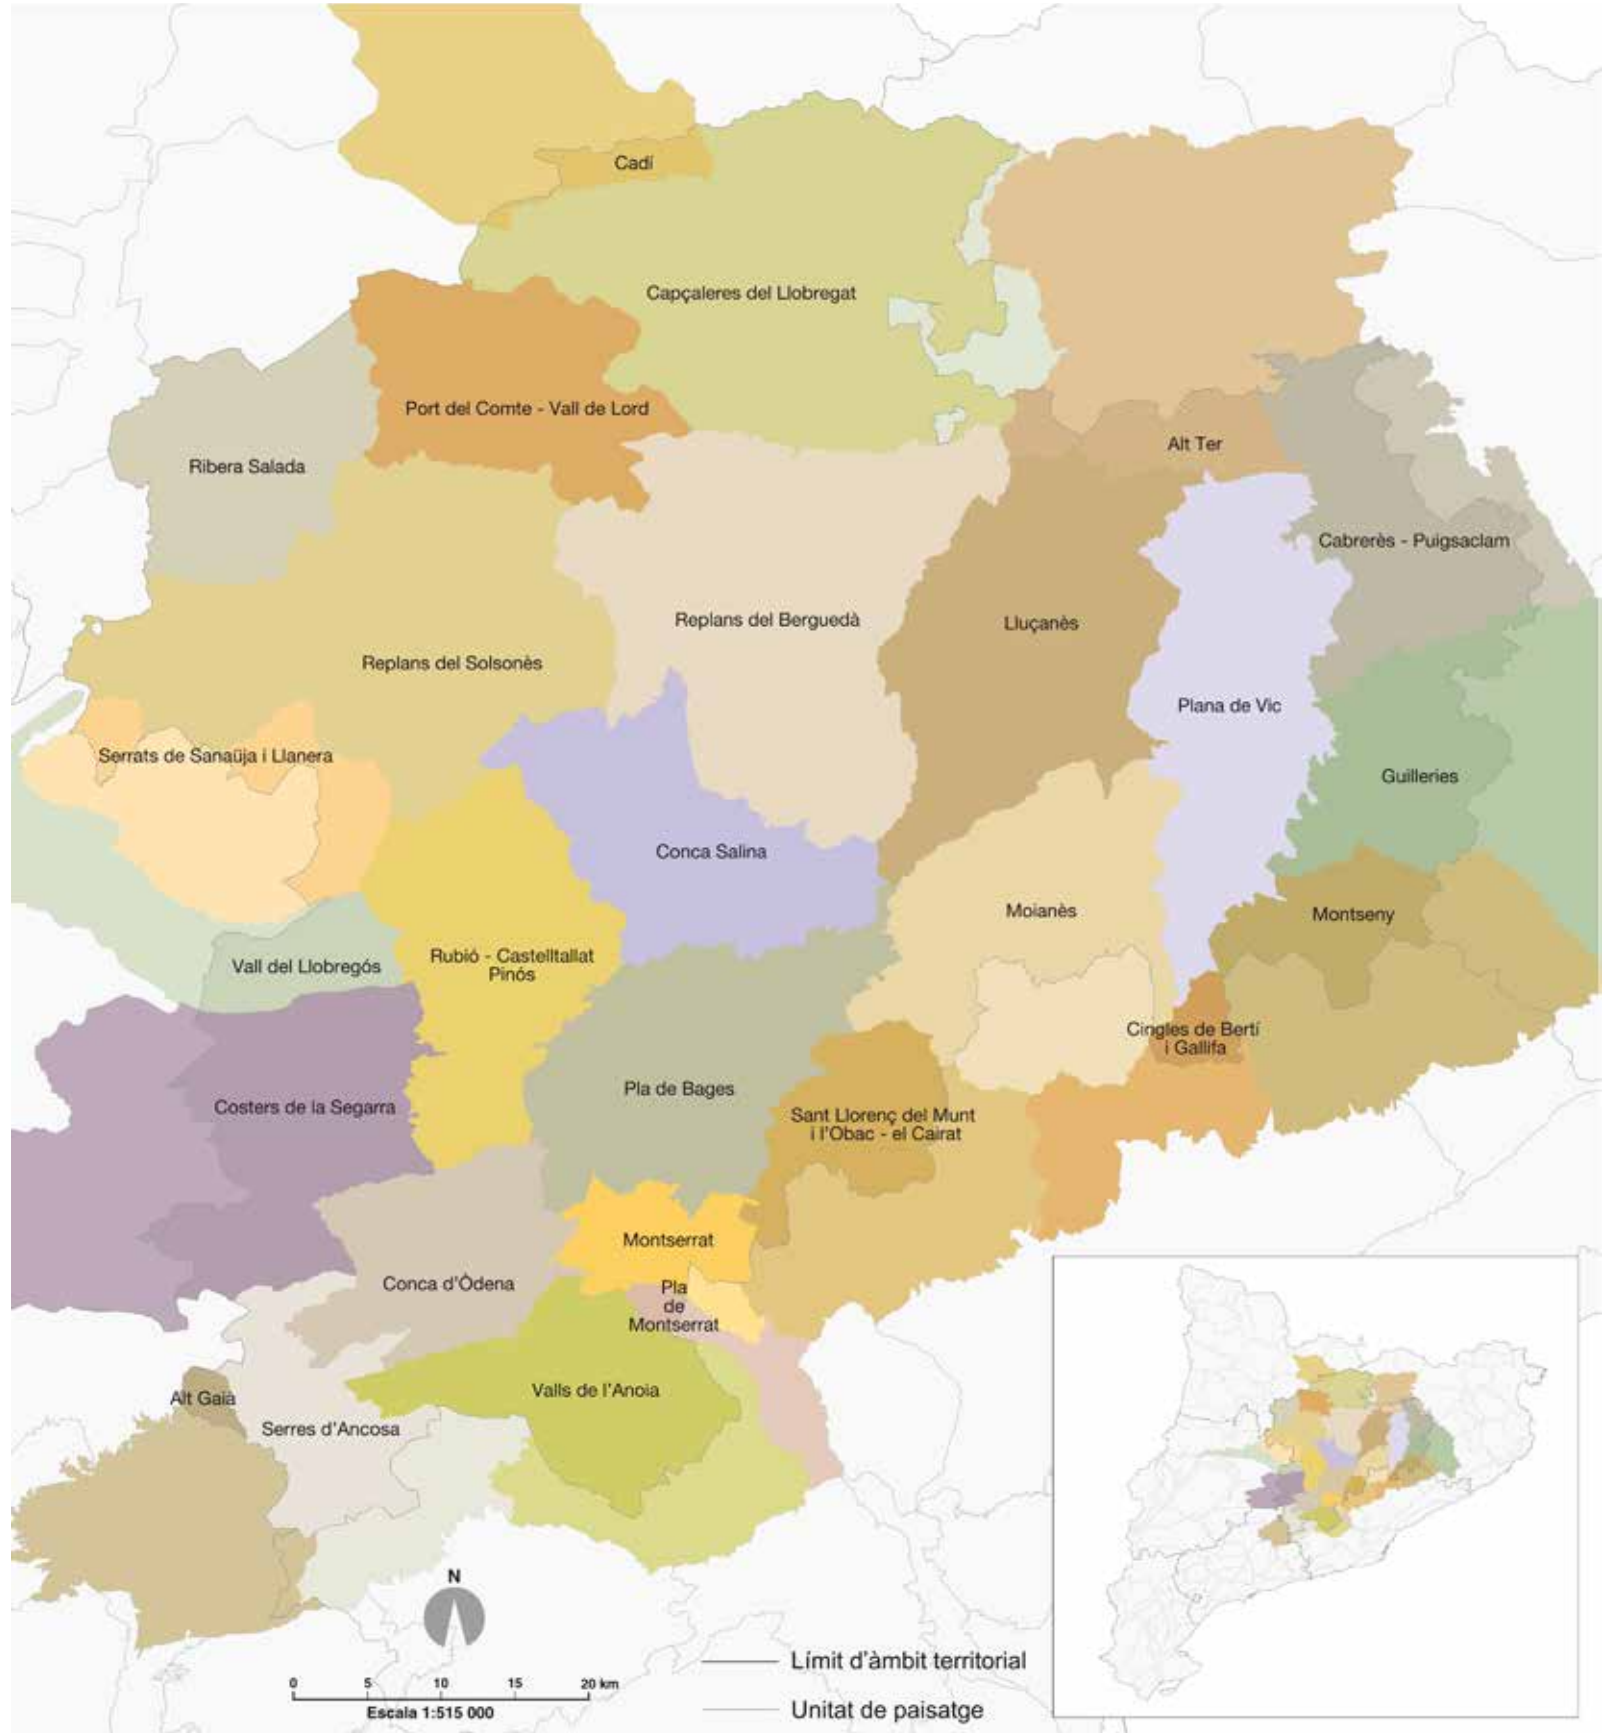 Cadí
Capçaleres del Llobregat
Port del Comte - Vall de Lord
Alt Ter
Ribera Salada
Cabrerès - Puigsaclam
Replans del Berguedà
Lluçanès
Replans del Solsonès
Plana de Vic
Serrats de Sanaüja i Llanera
Guilleries
Conca Salina
Moianès
Montseny
Rubió - Castelltallat
Pinós
Vall del Llobregós
Cingles de Bertí
i Gallifa
Pla de Bages
Costers de la Segarra
Sant Llorenç del Munt
i l'Obac - el Cairat
Montserrat
Conca d'Òdena
Pla
de
Montserrat
Valls de l'Anoia
Alt Gaià
Serres d'Ancosa
N
0 5 10 15 20 km
Escala 1:515 000
Límit d'àmbit territorial
Unitat de paisatge